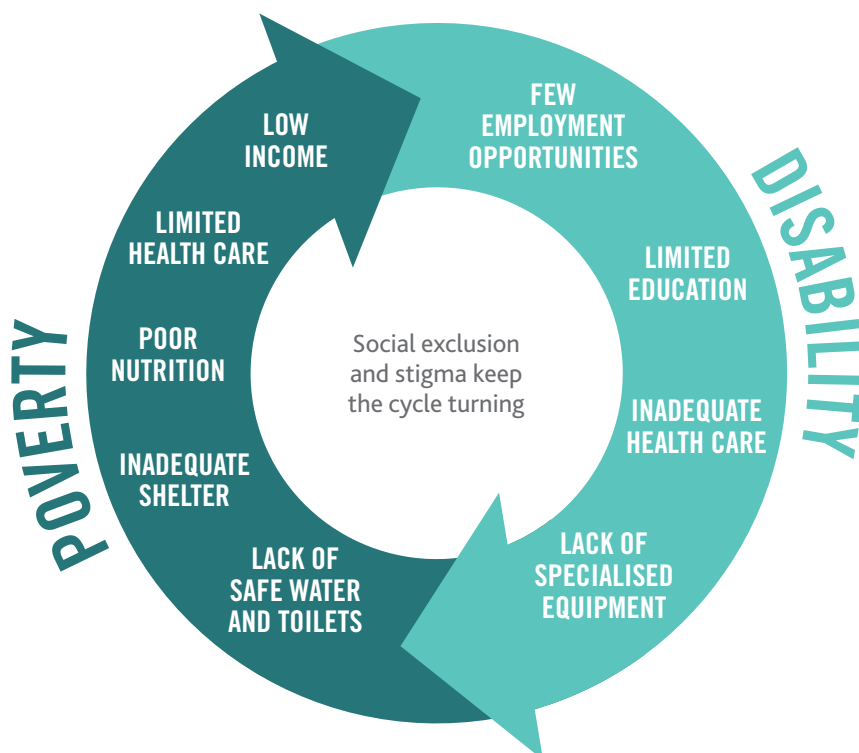 POVERTY
LOW
INCOME
LIMITED
HEALTH CARE
POOR
NUTRITION
INADEQUATE
SHELTER
LACK OF
SAFE WATER
AND TOILETS
Social exclusion
and stigma keep
the cycle turning
DISABILITY
FEW
EMPLOYMENT
OPPORTUNITIES
LIMITED
EDUCATION
INADEQUATE
HEALTH CARE
LACK OF
SPECIALISED
EQUIPMENT